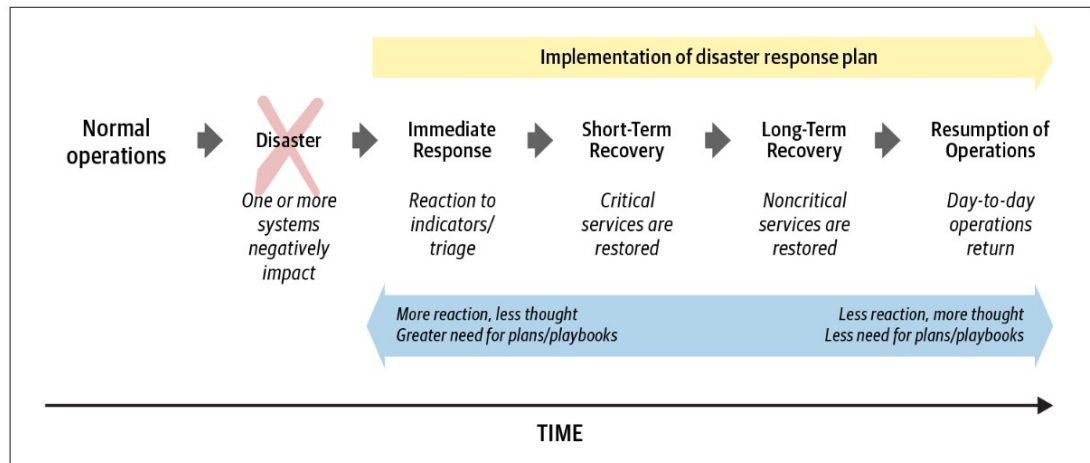 Implementation of disaster response plan
Normal
operations
Disaster
Immediate
Response
Short-Term
Recovery
Long-Term
Recovery
Resumption of
Operations
One or more
systems
negatively
impact
Reaction to
indicators/
triage
Critical
services are
restored
Noncritical
services are
restored
Day-to-day
operations
return
More reaction, less thought
Greater need for plans/playbooks
Less reaction, more thought
Less need for plans/playbooks
TIME